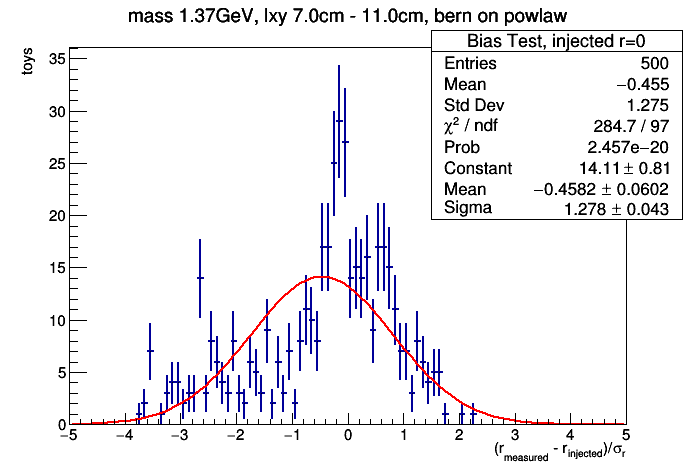 mass 1.37GeV, lxy 7.0cm - 11.0cm, bern on powlaw
Bias Test, injected r=0
Entries 500
Mean −0.455
Std Dev 1.275
χ² / ndf 284.7 / 97
Prob 2.457e−20
Constant 14.11 ± 0.81
Mean −0.4582 ± 0.0602
Sigma 1.278 ± 0.043
toys
35
30
25
20
15
10
5
0
−5 −4 −3 −2 −1 0 1 2 3 4 5
(r_measured - r_injected)/σ_r